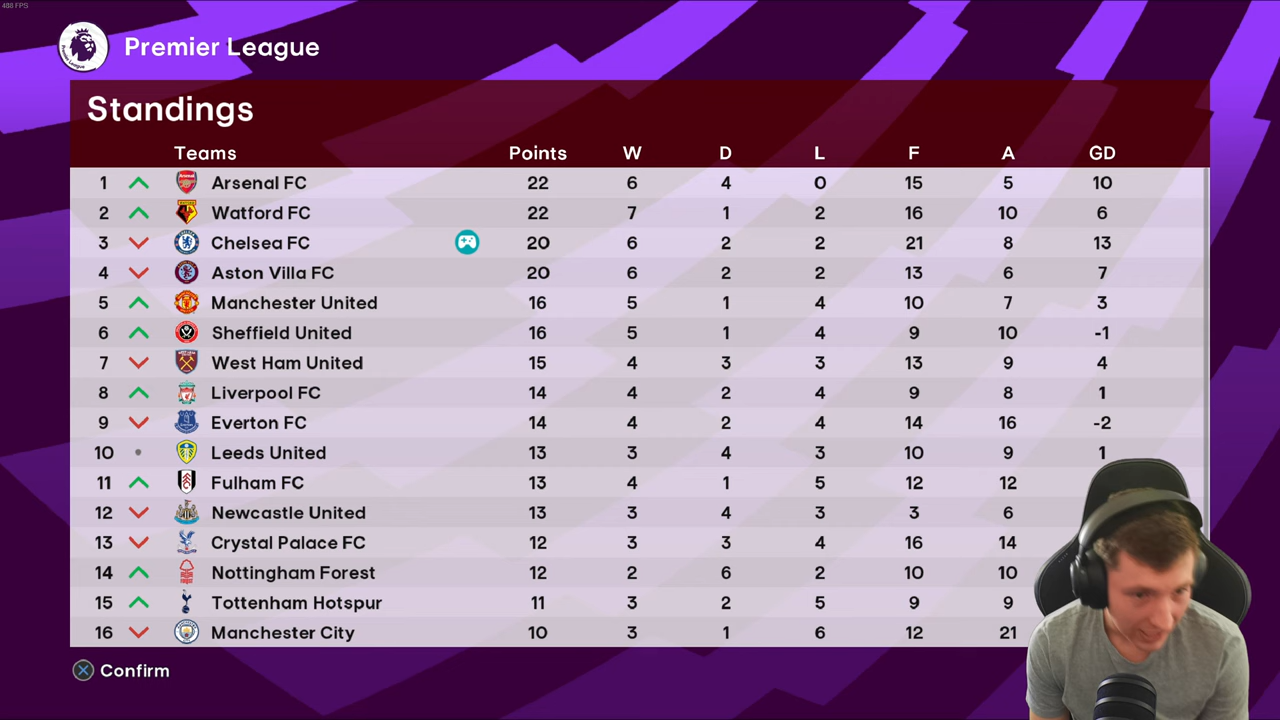 488 FPS
Premier League
Premier League
Standings
Teams Points W D L F A GD
1 Arsenal FC 22 6 4 0 15 5 10
2 Watford FC 22 7 1 2 16 10 6
3 Chelsea FC 20 6 2 2 21 8 13
4 Aston Villa FC 20 6 2 2 13 6 7
5 Manchester United 16 5 1 4 10 7 3
6 Sheffield United 16 5 1 4 9 10 -1
7 West Ham United 15 4 3 3 13 9 4
8 Liverpool FC 14 4 2 4 9 8 1
9 Everton FC 14 4 2 4 14 16 -2
10 Leeds United 13 3 4 3 10 9 1
11 Fulham FC 13 4 1 5 12 12
12 Newcastle United 13 3 4 3 3 6
13 Crystal Palace FC 12 3 3 4 16 14
14 Nottingham Forest 12 2 6 2 10 10
15 Tottenham Hotspur 11 3 2 5 9 9
16 Manchester City 10 3 1 6 12 21
Confirm